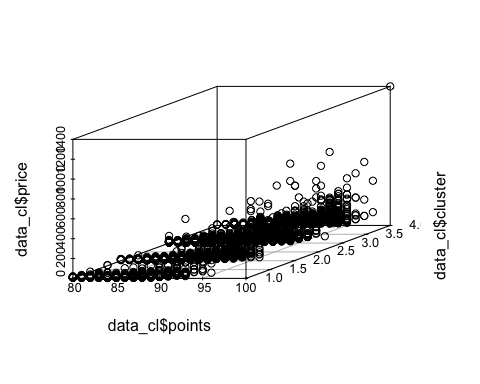 data_cl$price
0 200400600800100012001400
80 85 90 95 100
data_cl$points
1.0 1.5 2.0 2.5 3.0 3.5 4.
data_cl$cluster